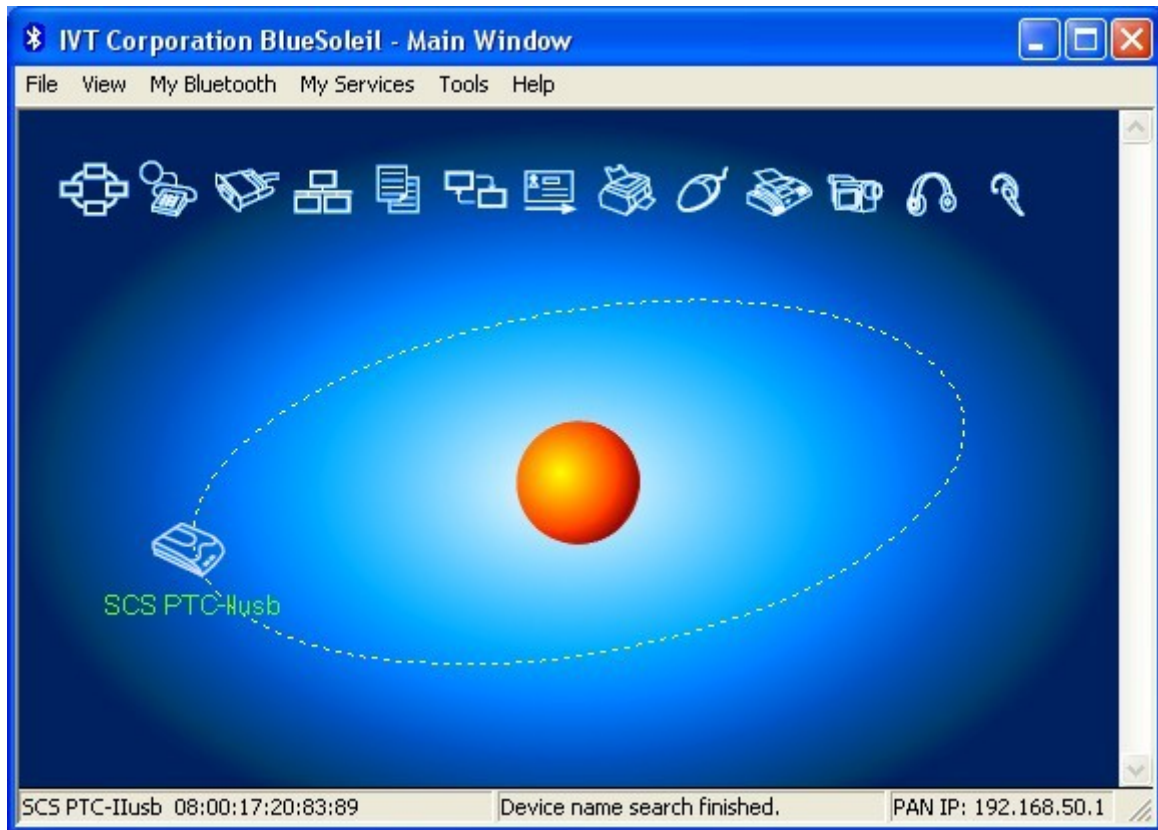 IVT Corporation BlueSoleil - Main Window
File View My Bluetooth My Services Tools Help
SCS PTC-IIusb
SCS PTC-IIusb 08:00:17:20:83:89 Device name search finished. PAN IP: 192.168.50.1